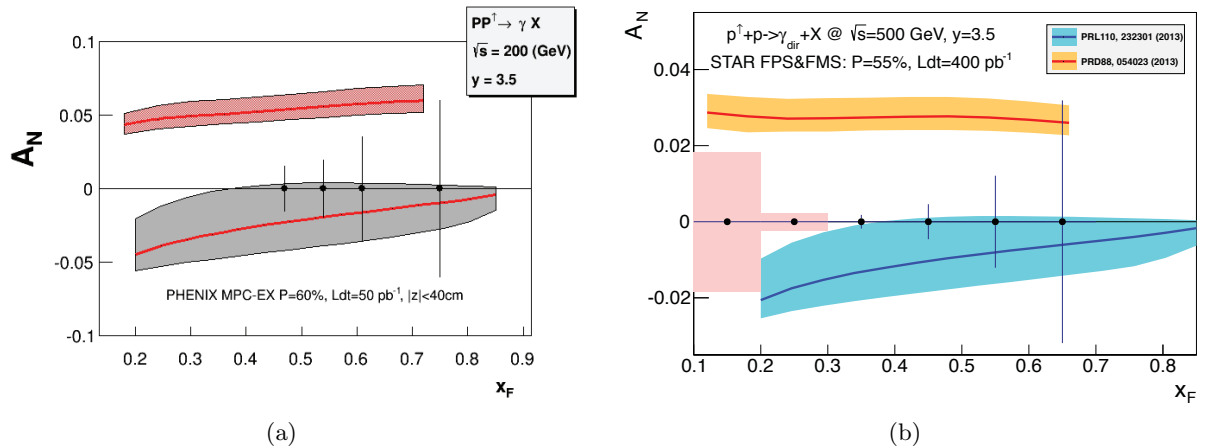 PP↑→ γ X
√s = 200 (GeV)
y = 3.5
A_N
0.1
0.05
0
-0.05
-0.1
PHENIX MPC-EX P=60%, Ldt=50 pb⁻¹, |z|<40cm
0.2 0.3 0.4 0.5 0.6 0.7 0.8 0.9
x_F
(a)
A_N
p↑+p->γ_dir+X @ √s=500 GeV, y=3.5
STAR FPS&FMS: P=55%, Ldt=400 pb⁻¹
PRL110, 232301 (2013)
PRD88, 054023 (2013)
0.04
0.02
0
-0.02
0.1 0.2 0.3 0.4 0.5 0.6 0.7 0.8
x_F
(b)